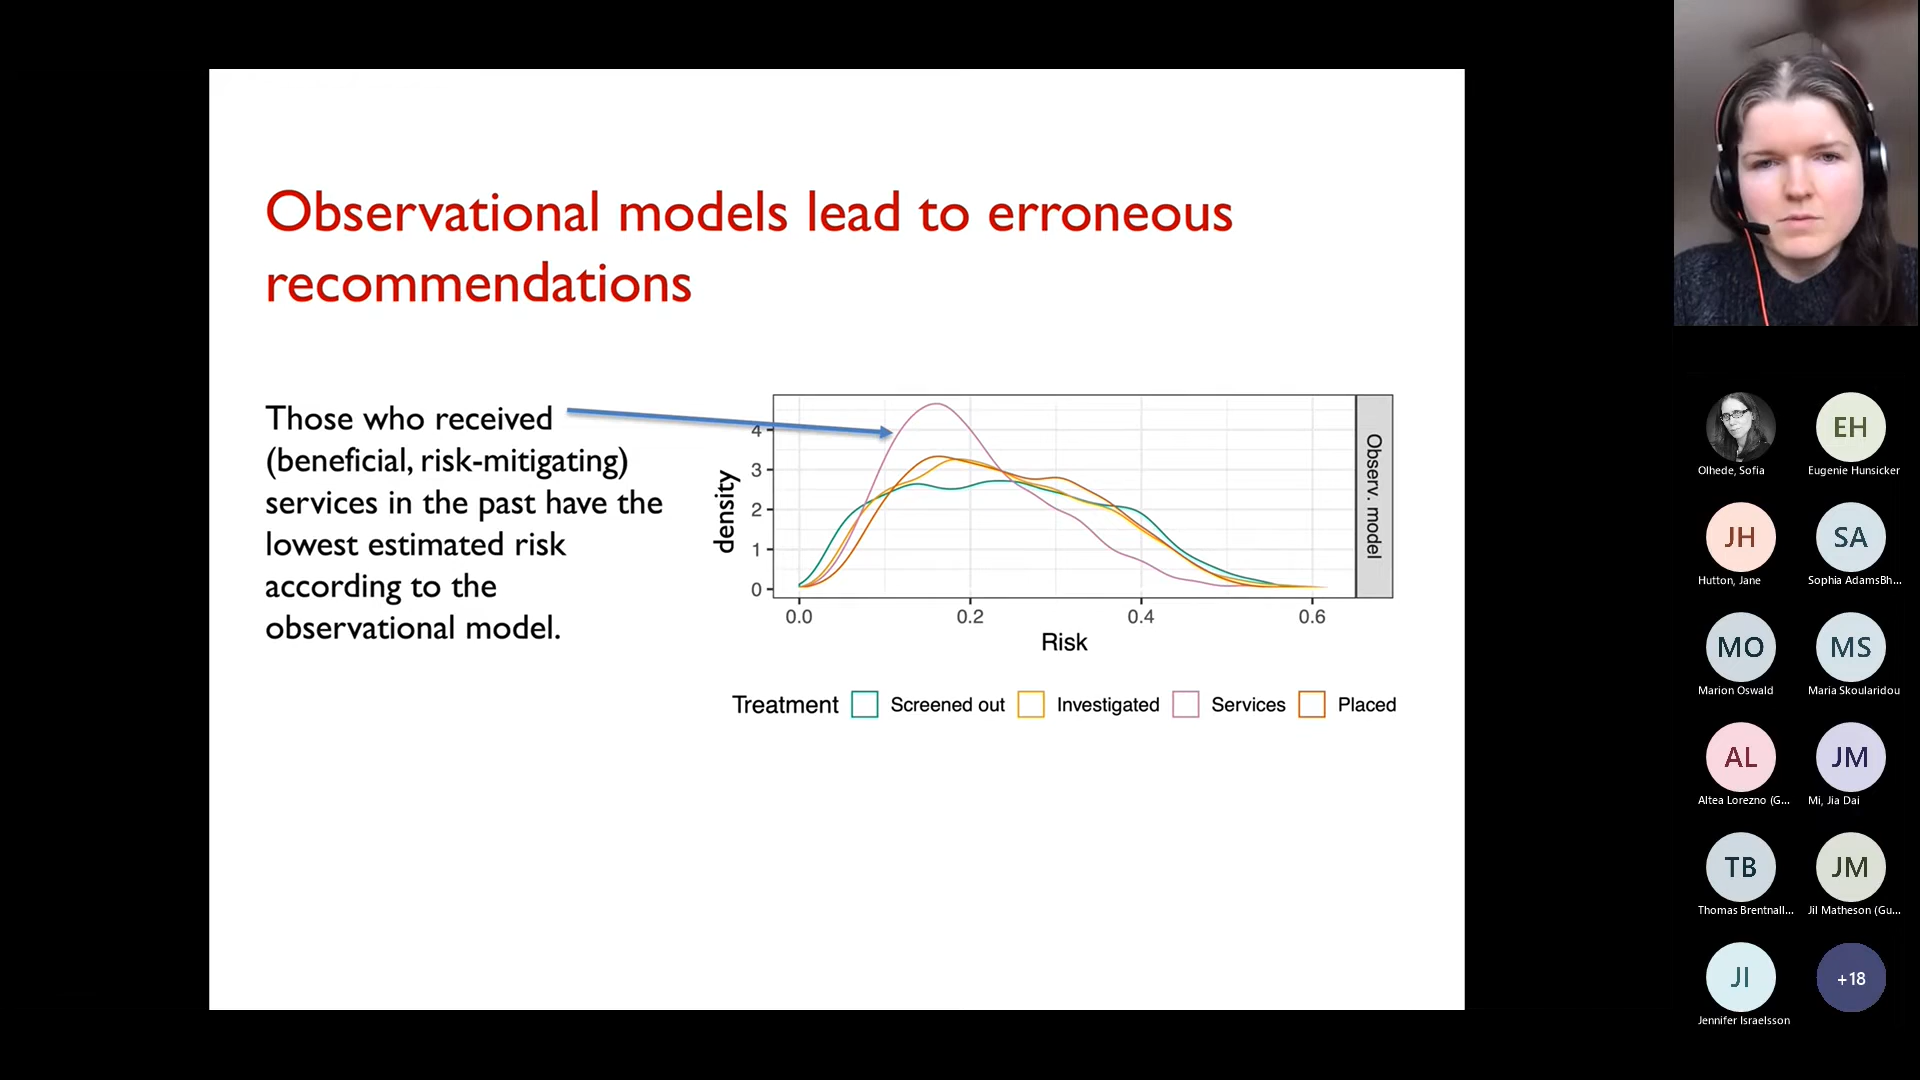 Observational models lead to erroneous
recommendations
Those who received
(beneficial, risk-mitigating)
services in the past have the
lowest estimated risk
according to the
observational model.
density
4
3
2
1
0
0.0 0.2 0.4 0.6
Risk
Observ. model
Treatment Screened out Investigated Services Placed
Olhede, Sofia
EH
Eugenie Hunsicker
JH
Hutton, Jane
SA
Sophia AdamsBh...
MO
Marion Oswald
MS
Maria Skoularidou
AL
Altea Lorezno (G...
JM
Mi, Jia Dai
TB
Thomas Brentnall...
JM
Jil Matheson (Gu...
JI
Jennifer Israelsson
+18